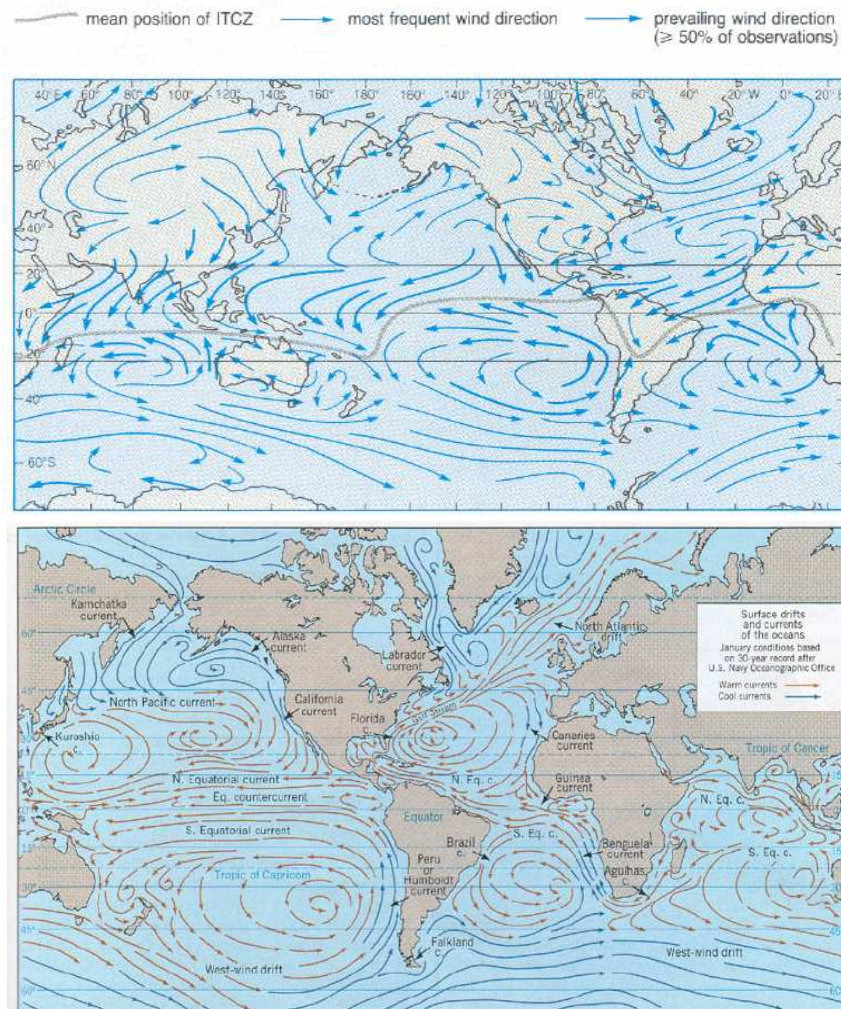 mean position of ITCZ
most frequent wind direction
prevailing wind direction
(≥ 50% of observations)
40°E 60° 80° 100° 120° 140° 160° 180° 160° 140° 120° 100° 80° 60° 40° 20°W 0° 20°E
60°N
40°
20°
0°
20°
40°
60°S
Arctic Circle
Kamchatka
current
60°
Alaska
current
Labrador
current
North Atlantic
drift
Surface drifts
and currents
of the oceans
January conditions based
on 30-year record after
U.S. Navy Oceanographic Office
Warm currents
Cool currents
45°
North Pacific current
California
current
Florida
c.
Gulf Stream
Canaries
current
Kuroshio
c.
Tropic of Cancer
N. Equatorial current
N. Eq. c.
Guinea
current
N. Eq. c.
15°
Eq. countercurrent
Equator
S. Equatorial current
S. Eq. c.
Brazil
c.
Benguela
current
S. Eq. c.
15°
15°
Tropic of Capricorn
Peru
or
Humboldt
current
Agulhas
c.
30°
30°
45°
45°
Falkland
c.
West-wind drift
West-wind drift
60°
60°